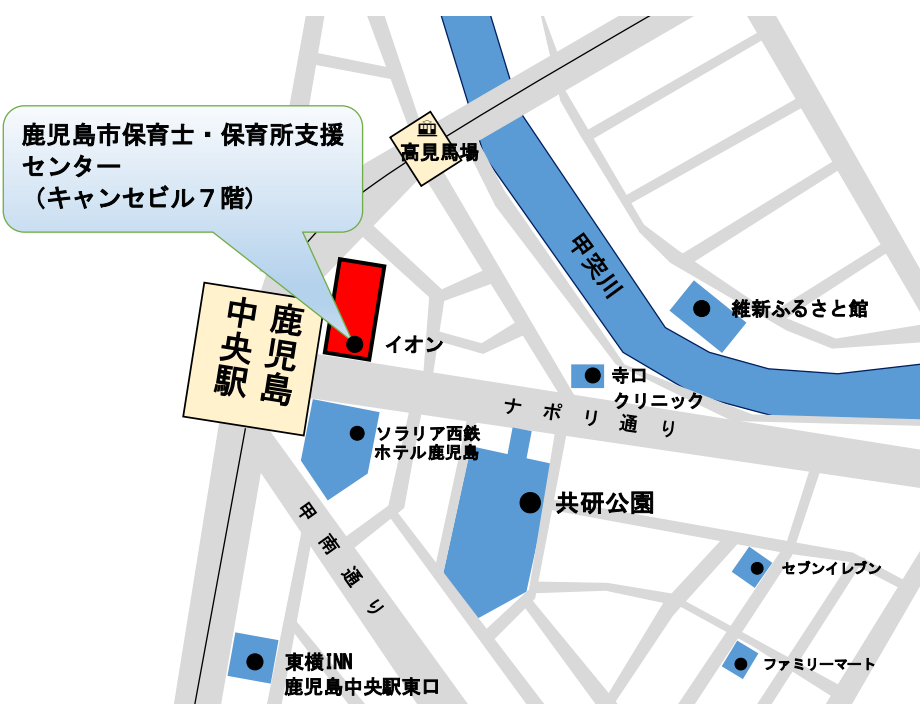 鹿児島市保育士・保育所支援
センター
（キャンセビル７階）
高見馬場
甲突川
維新ふるさと館
鹿児島
中央駅
イオン
寺口
クリニック
ナポリ通り
ソラリア西鉄
ホテル鹿児島
共研公園
甲南通り
セブンイレブン
東横INN
鹿児島中央駅東口
ファミリーマート